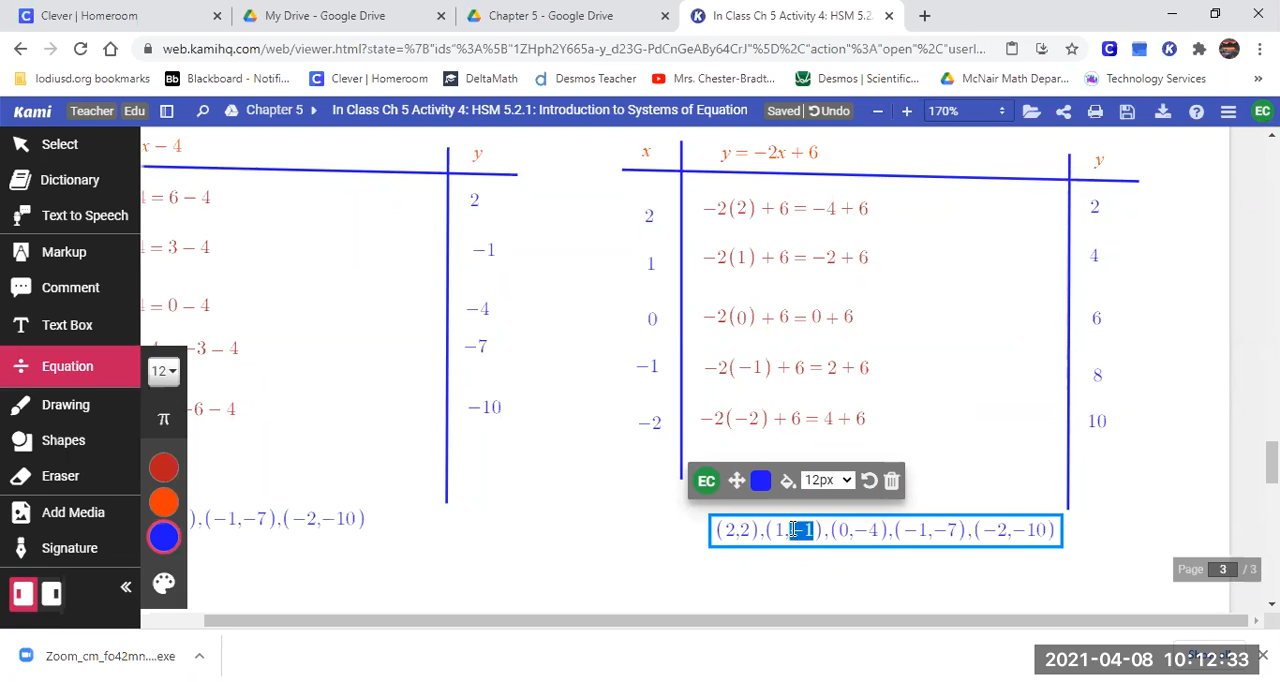 Clever | Homeroom
My Drive - Google Drive
Chapter 5 - Google Drive
In Class Ch 5 Activity 4: HSM 5.2.
web.kamihq.com/web/viewer.html?state=%7B"ids"%3A%5B"1ZHph2Y665a-y_d23G-PdCnGeABy64CrJ"%5D%2C"action"%3A"open"%2C"userI...
lodiusd.org bookmarks
Blackboard - Notifi...
Clever | Homeroom
DeltaMath
Desmos Teacher
Mrs. Chester-Bradt...
Desmos | Scientific...
McNair Math Depar...
Technology Services
»
Kami Teacher Edu Chapter 5 In Class Ch 5 Activity 4: HSM 5.2.1: Introduction to Systems of Equation Saved Undo 170% EC
Select
Dictionary
Text to Speech
Markup
Comment
Text Box
Equation
Drawing
Shapes
Eraser
Add Media
Signature
12
π
x − 4 y
= 6 − 4 2
= 3 − 4 −1
= 0 − 4 −4
−3 − 4 −7
−6 − 4 −10
),(−1,−7),(−2,−10)
x y = −2x + 6 y
2 −2(2) + 6 = −4 + 6 2
1 −2(1) + 6 = −2 + 6 4
0 −2(0) + 6 = 0 + 6 6
−1 −2(−1) + 6 = 2 + 6 8
−2 −2(−2) + 6 = 4 + 6 10
EC 12px
(2,2),(1,−1),(0,−4),(−1,−7),(−2,−10)
Page 3 / 3
Zoom_cm_fo42mn....exe
2021-04-08 10:12:33